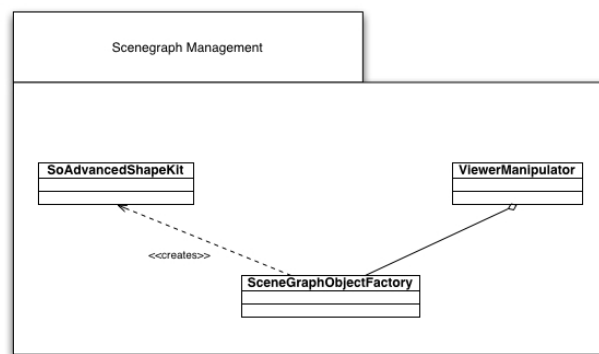 Scenegraph Management
SoAdvancedShapeKit
ViewerManipulator
<<creates>>
SceneGraphObjectFactory